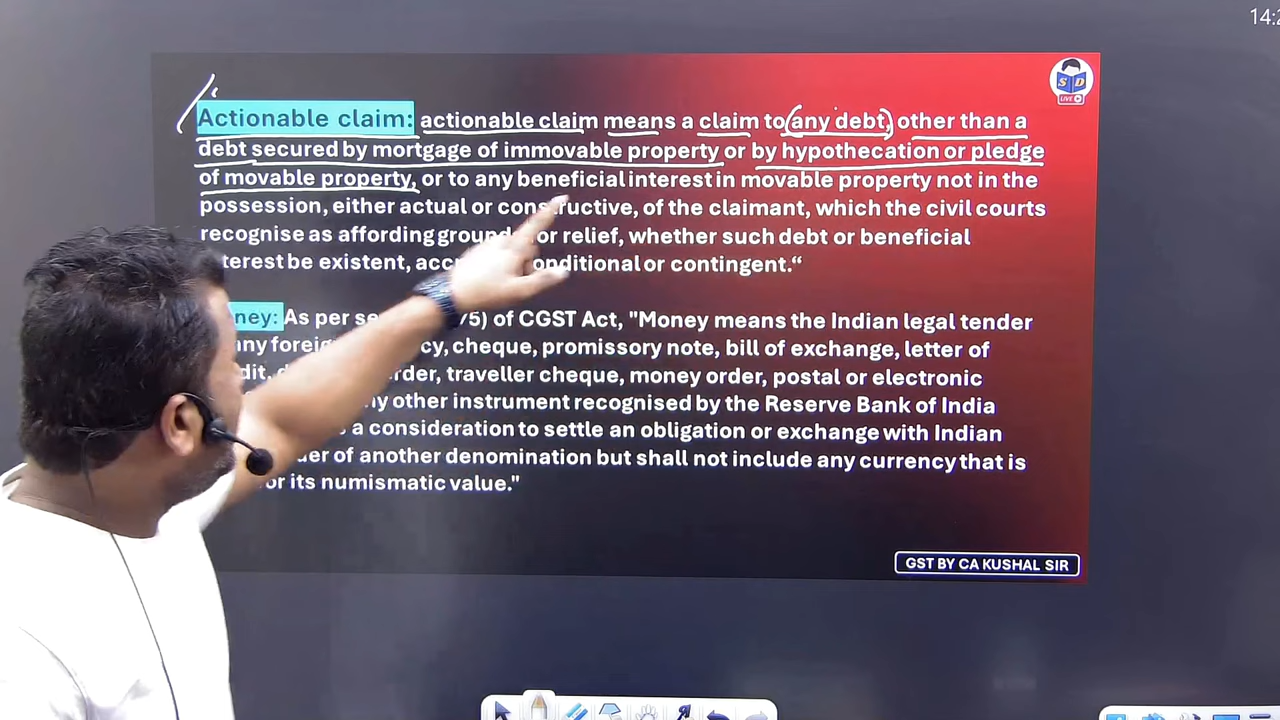 14:2
S D
LIVE
Actionable claim: actionable claim means a claim to any debt, other than a
debt secured by mortgage of immovable property or by hypothecation or pledge
of movable property, or to any beneficial interest in movable property not in the
possession, either actual or constructive, of the claimant, which the civil courts
recognise as affording ground or relief, whether such debt or beneficial
terest be existent, accr onditional or contingent.“
ney: As per se 75) of CGST Act, "Money means the Indian legal tender
ny foreig cy, cheque, promissory note, bill of exchange, letter of
dit, d rder, traveller cheque, money order, postal or electronic
ny other instrument recognised by the Reserve Bank of India
a consideration to settle an obligation or exchange with Indian
der of another denomination but shall not include any currency that is
or its numismatic value."
GST BY CA KUSHAL SIR